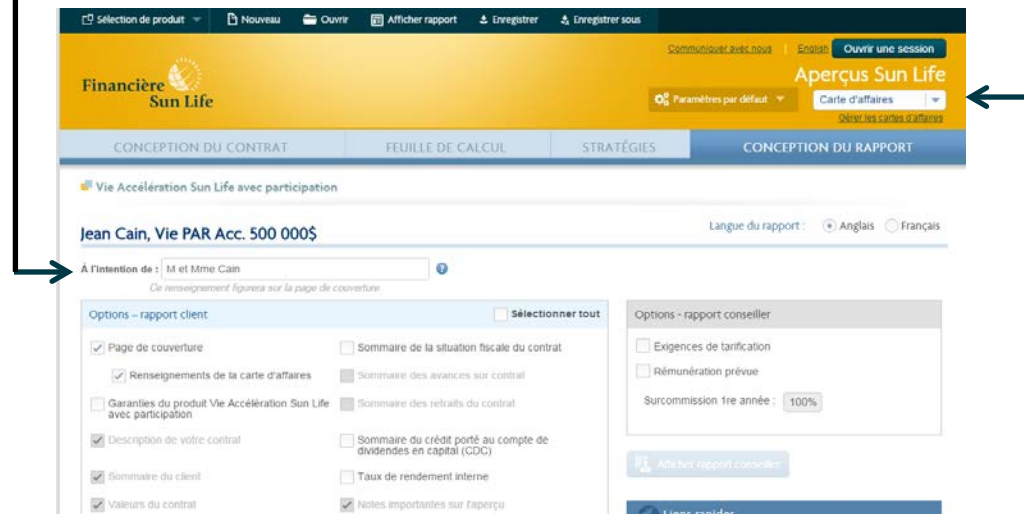 Sélection de produit Nouveau Ouvrir Afficher rapport Enregistrer Enregistrer sous
Communiquer avec nous | English Ouvrir une session
Financière
Sun Life
Aperçus Sun Life
Paramètres par défaut Carte d'affaires
Gérer les cartes d'affaires
CONCEPTION DU CONTRAT FEUILLE DE CALCUL STRATÉGIES CONCEPTION DU RAPPORT
Vie Accélération Sun Life avec participation
Jean Cain, Vie PAR Acc. 500 000$
Langue du rapport : Anglais Français
À l'intention de : M et Mme Cain
Ce renseignement figurera sur la page de couverture
Options – rapport client Sélectionner tout
Page de couverture
Renseignements de la carte d'affaires
Garanties du produit Vie Accélération Sun Life
avec participation
Description de votre contrat
Sommaire du client
Valeurs du contrat
Sommaire de la situation fiscale du contrat
Sommaire des avances sur contrat
Sommaire des retraits du contrat
Sommaire du crédit porté au compte de
dividendes en capital (CDC)
Taux de rendement interne
Notes importantes sur l'aperçu
Options - rapport conseiller
Exigences de tarification
Rémunération prévue
Surcommission 1re année : 100%
Afficher rapport conseiller
Liens rapides